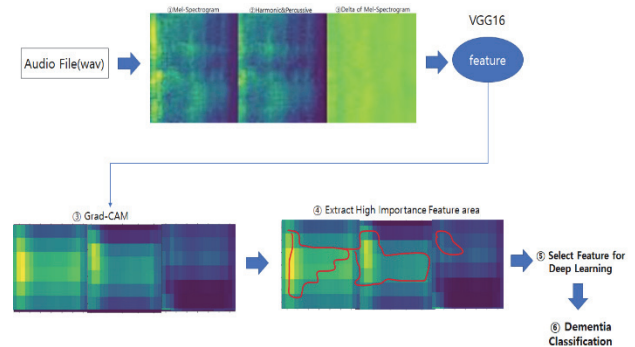 ①Mel-Spectrogram
②Harmonic&Percussive
③Delta of Mel-Spectrogram
VGG16
Audio File(wav)
feature
③ Grad-CAM
④ Extract High Importance Feature area
⑤ Select Feature for
Deep Learning
⑥ Dementia
Classification